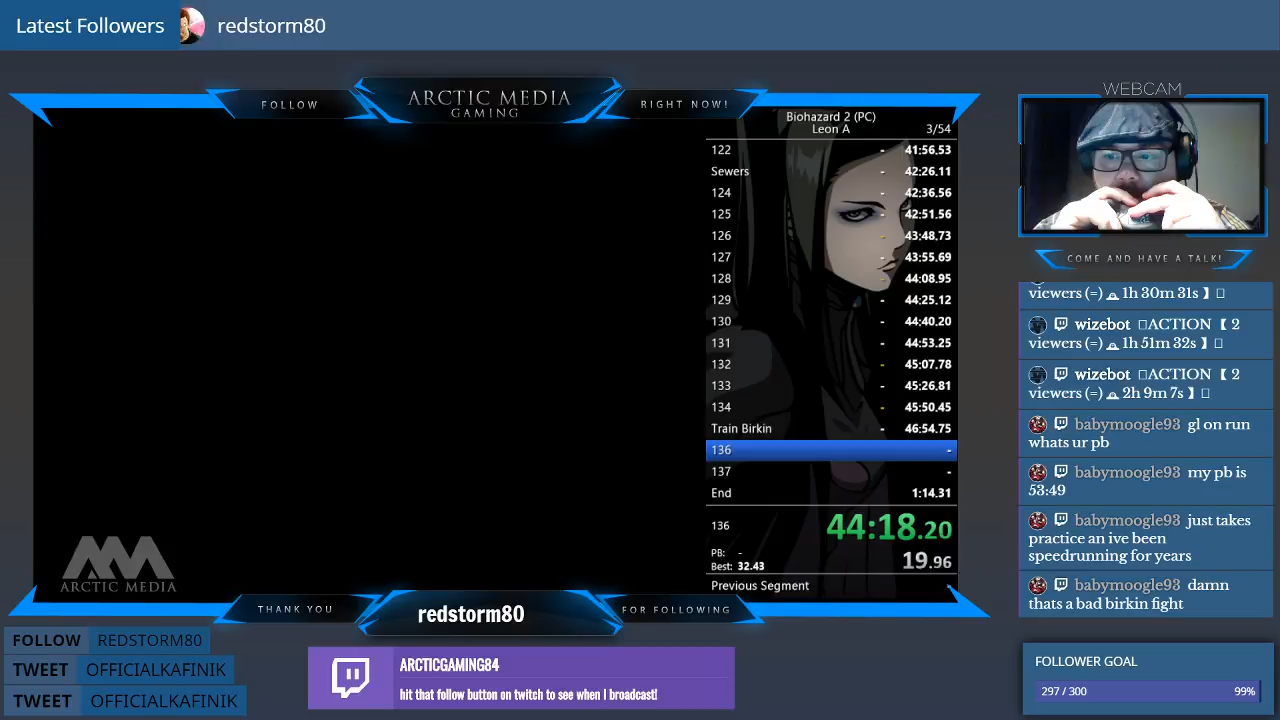 Latest Followers redstorm80
FOLLOW
ARCTIC MEDIA
GAMING
RIGHT NOW!
Biohazard 2 (PC)
Leon A 3/54
122 - 41:56.53
Sewers - 42:26.11
124 - 42:36.56
125 - 42:51.56
126 - 43:48.73
127 - 43:55.69
128 - 44:08.95
129 - 44:25.12
130 - 44:40.20
131 - 44:53.25
132 - 45:07.78
133 - 45:26.81
134 - 45:50.45
Train Birkin - 46:54.75
136 -
137 -
End 1:14.31
136 44:18.20
PB: -
Best: 32.43 19.96
Previous Segment -
ARCTIC MEDIA
THANK YOU
redstorm80
FOR FOLLOWING
WEBCAM
COME AND HAVE A TALK!
viewers (=) 1h 30m 31s 】
wizebot ACTION 【 2
viewers (=) 1h 51m 32s 】
wizebot ACTION 【 2
viewers (=) 2h 9m 7s 】
babymoogle93 gl on run
whats ur pb
babymoogle93 my pb is
53:49
babymoogle93 just takes
practice an ive been
speedrunning for years
babymoogle93 damn
thats a bad birkin fight
FOLLOW REDSTORM80
TWEET OFFICIALKAFINIK
TWEET OFFICIALKAFINIK
ARCTICGAMING84
hit that follow button on twitch to see when I broadcast!
FOLLOWER GOAL
297 / 300 99%